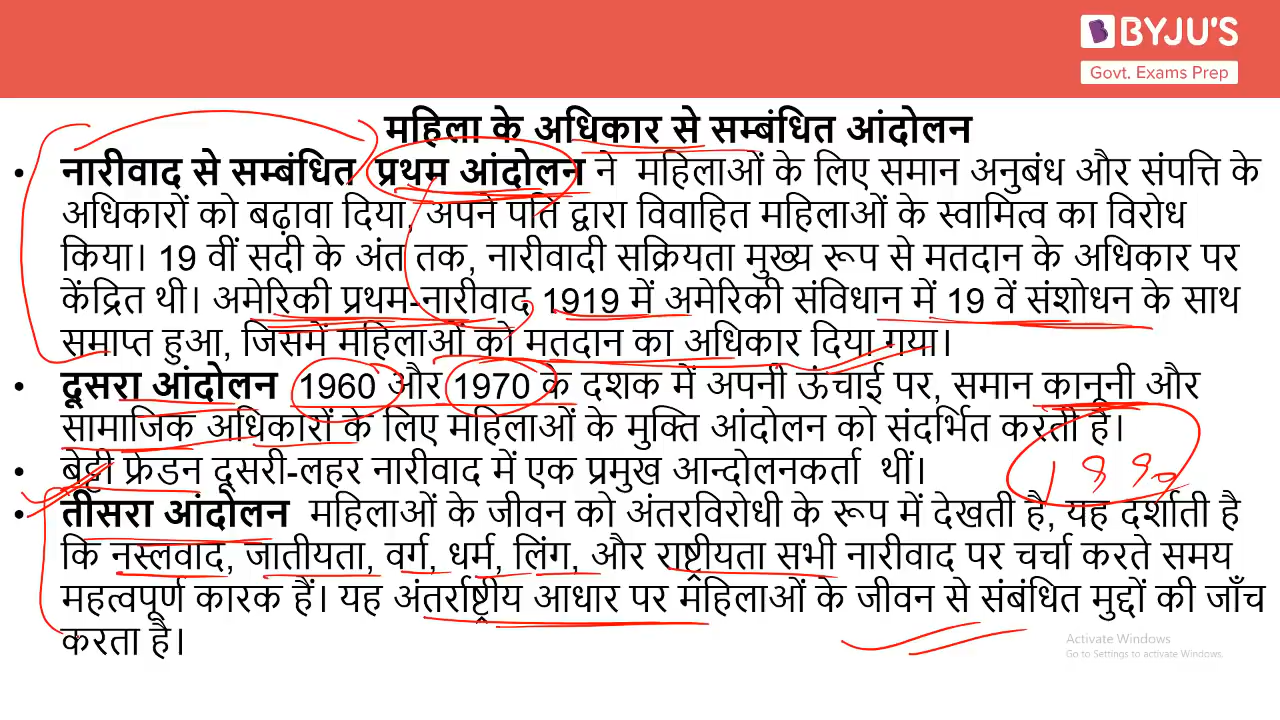 BYJU'S
Govt. Exams Prep
महिला के अधिकार से सम्बंधित आंदोलन
• नारीवाद से सम्बंधित प्रथम आंदोलन ने महिलाओं के लिए समान अनुबंध और संपत्ति के
अधिकारों को बढ़ावा दिया, अपने पति द्वारा विवाहित महिलाओं के स्वामित्व का विरोध
किया। 19 वीं सदी के अंत तक, नारीवादी सक्रियता मुख्य रूप से मतदान के अधिकार पर
केंद्रित थी। अमेरिकी प्रथम-नारीवाद 1919 में अमेरिकी संविधान में 19 वें संशोधन के साथ
समाप्त हुआ, जिसमें महिलाओं को मतदान का अधिकार दिया गया।
• दूसरा आंदोलन 1960 और 1970 के दशक में अपनी ऊंचाई पर, समान कानूनी और
सामाजिक अधिकारों के लिए महिलाओं के मुक्ति आंदोलन को संदर्भित करती है।
• बेट्टी फ्रेडन दूसरी-लहर नारीवाद में एक प्रमुख आन्दोलनकर्ता थीं।
1990
• तीसरा आंदोलन महिलाओं के जीवन को अंतरविरोधी के रूप में देखती है, यह दर्शाती है
कि नस्लवाद, जातीयता, वर्ग, धर्म, लिंग, और राष्ट्रीयता सभी नारीवाद पर चर्चा करते समय
महत्वपूर्ण कारक हैं। यह अंतर्राष्ट्रीय आधार पर महिलाओं के जीवन से संबंधित मुद्दों की जाँच
करता है।
Activate Windows
Go to Settings to activate Windows.